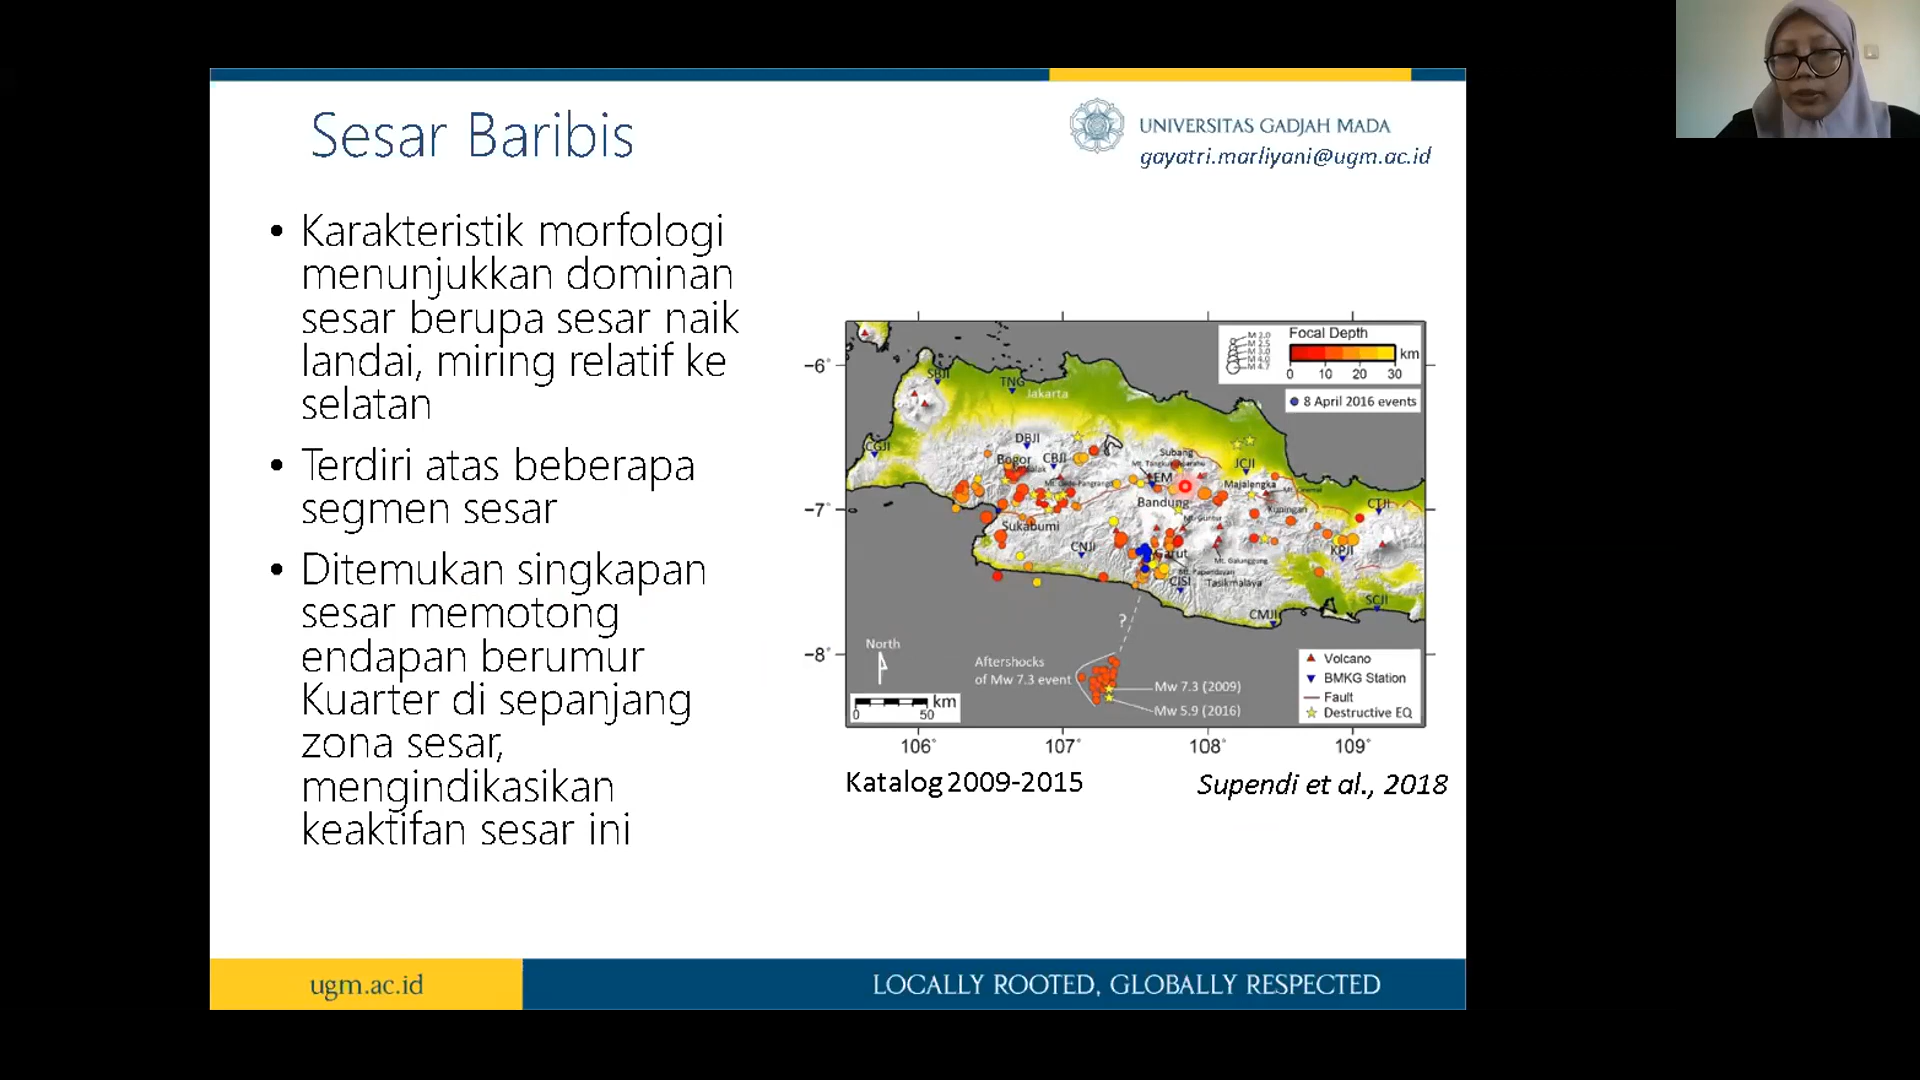 Sesar Baribis
UNIVERSITAS GADJAH MADA
gayatri.marliyani@ugm.ac.id
• Karakteristik morfologi
menunjukkan dominan
sesar berupa sesar naik
landai, miring relatif ke
selatan
• Terdiri atas beberapa
segmen sesar
• Ditemukan singkapan
sesar memotong
endapan berumur
Kuarter di sepanjang
zona sesar,
mengindikasikan
keaktifan sesar ini
Focal Depth
km
0 10 20 30
M 2.0
M 2.5
M 3.0
M 4.0
M 4.7
8 April 2016 events
-6°
-7°
-8°
SBJI
TNG
Jakarta
CGJI
DBJI
Bogor
CBJI
Subang
LEM
JCJI
Bandung
Majalengka
Kuningan
CTJI
Sukabumi
Mt. Guntur
CNJI
Garut
KPJI
Mt. Galunggung
Mt. Papandayan
CISI
Tasikmalaya
SCJI
CMJI
?
North
Aftershocks
of Mw 7.3 event
Mw 7.3 (2009)
Mw 5.9 (2016)
km
0 50
Volcano
BMKG Station
Fault
Destructive EQ
106° 107° 108° 109°
Katalog 2009-2015
Supendi et al., 2018
ugm.ac.id
LOCALLY ROOTED, GLOBALLY RESPECTED